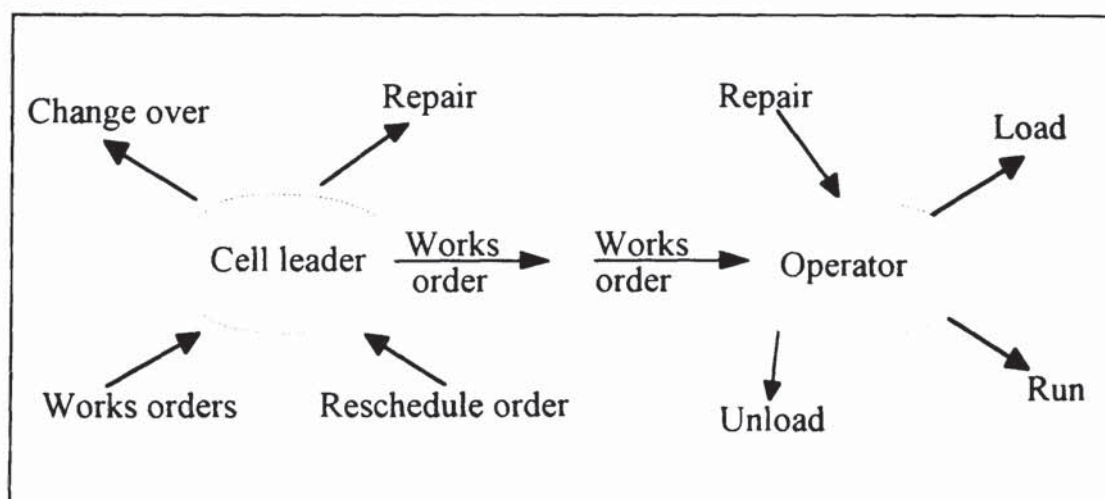 Change over
Repair
Repair
Load
Cell leader
Works
order
Works
order
Operator
Works orders
Reschedule order
Unload
Run